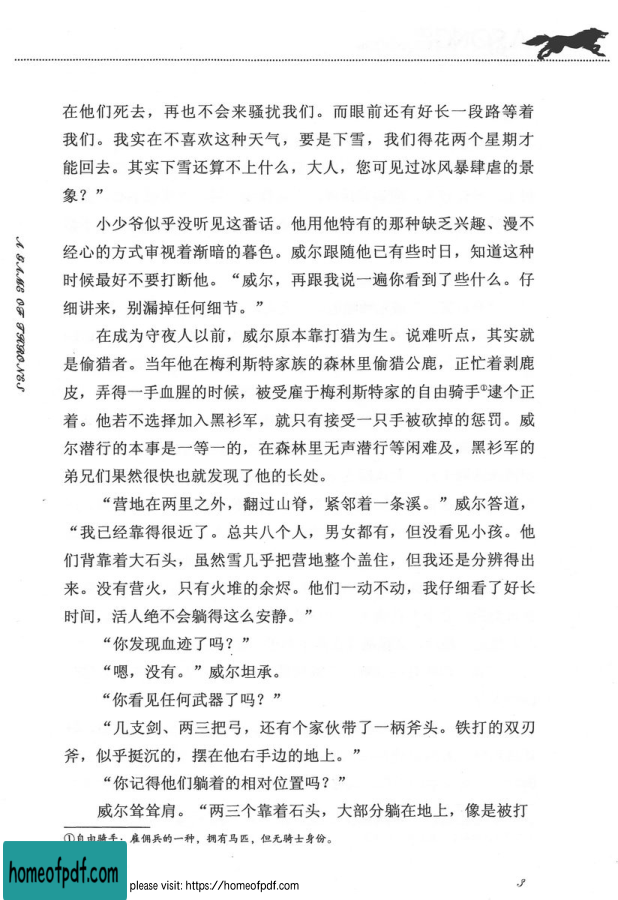 在他们死去，再也不会来骚扰我们。而眼前还有好长一段路等着
我们。我实在不喜欢这种天气，要是下雪，我们得花两个星期才
能回去。其实下雪还算不上什么，大人，您可见过冰风暴肆虐的景
象？”
小少爷似乎没听见这番话。他用他特有的那种缺乏兴趣、漫不
经心的方式审视着渐暗的暮色。威尔跟随他已有些时日，知道这种
时候最好不要打断他。“威尔，再跟我说一遍你看到了些什么。仔
细讲来，别漏掉任何细节。”
在成为守夜人以前，威尔原本靠打猎为生。说难听点，其实就
是偷猎者。当年他在梅利斯特家族的森林里偷猎公鹿，正忙着剥鹿
皮，弄得一手血腥的时候，被受雇于梅利斯特家的自由骑手①逮个正
着。他若不选择加入黑衫军，就只有接受一只手被砍掉的惩罚。威
尔潜行的本事是一等一的，在森林里无声潜行等闲难及，黑衫军的
弟兄们果然很快也就发现了他的长处。
“营地在两里之外，翻过山脊，紧邻着一条溪。”威尔答道，
“我已经靠得很近了。总共八个人，男女都有，但没看见小孩。他
们背靠着大石头，虽然雪几乎把营地整个盖住，但我还是分辨得出
来。没有营火，只有火堆的余烬。他们一动不动，我仔细看了好长
时间，活人绝不会躺得这么安静。”
“你发现血迹了吗？”
“嗯，没有。”威尔坦承。
“你看见任何武器了吗？”
“几支剑、两三把弓，还有个家伙带了一柄斧头。铁打的双刃
斧，似乎挺沉的，摆在他右手边的地上。”
“你记得他们躺着的相对位置吗？”
威尔耸耸肩。“两三个靠着石头，大部分躺在地上，像是被打
①自由骑手：雇佣兵的一种，拥有马匹，但无骑士身份。
A GAME OF THRONES
homeofpdf.com
please visit: https://homeofpdf.com
3